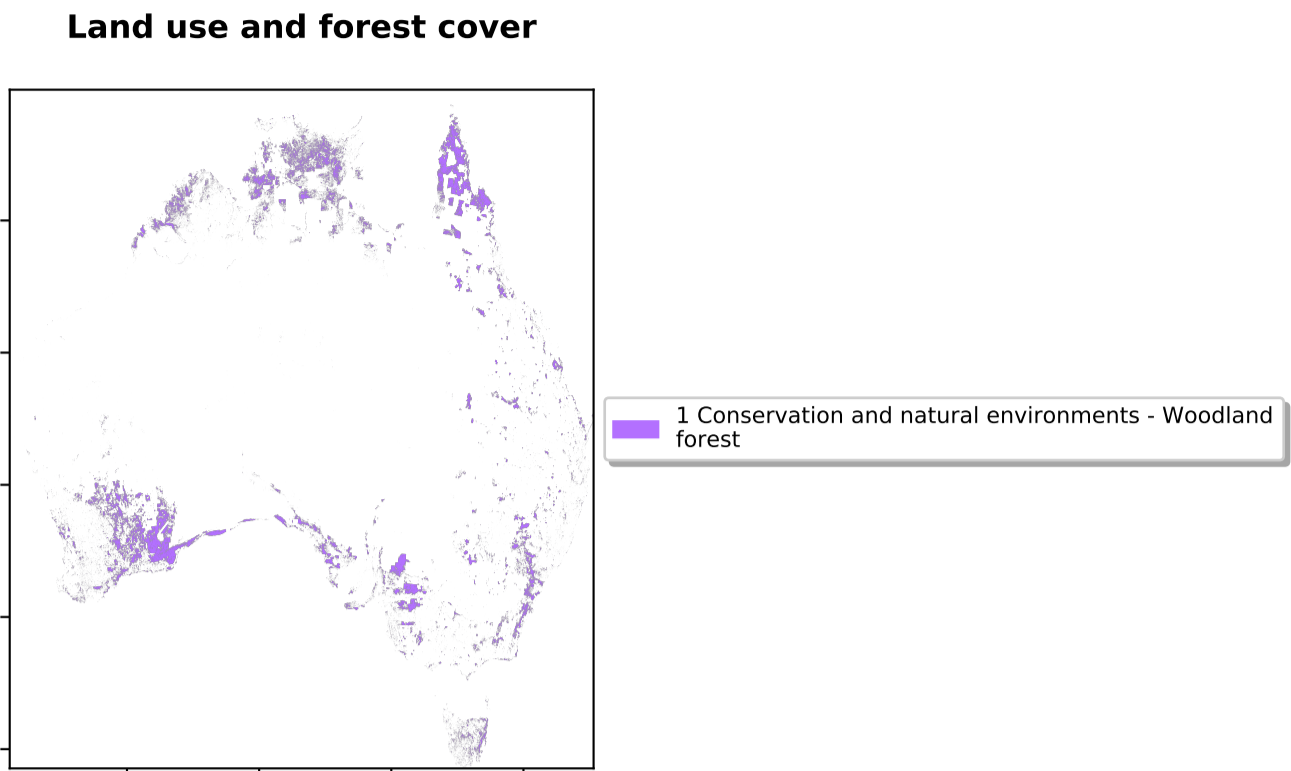 Land use and forest cover
1 Conservation and natural environments - Woodland
forest